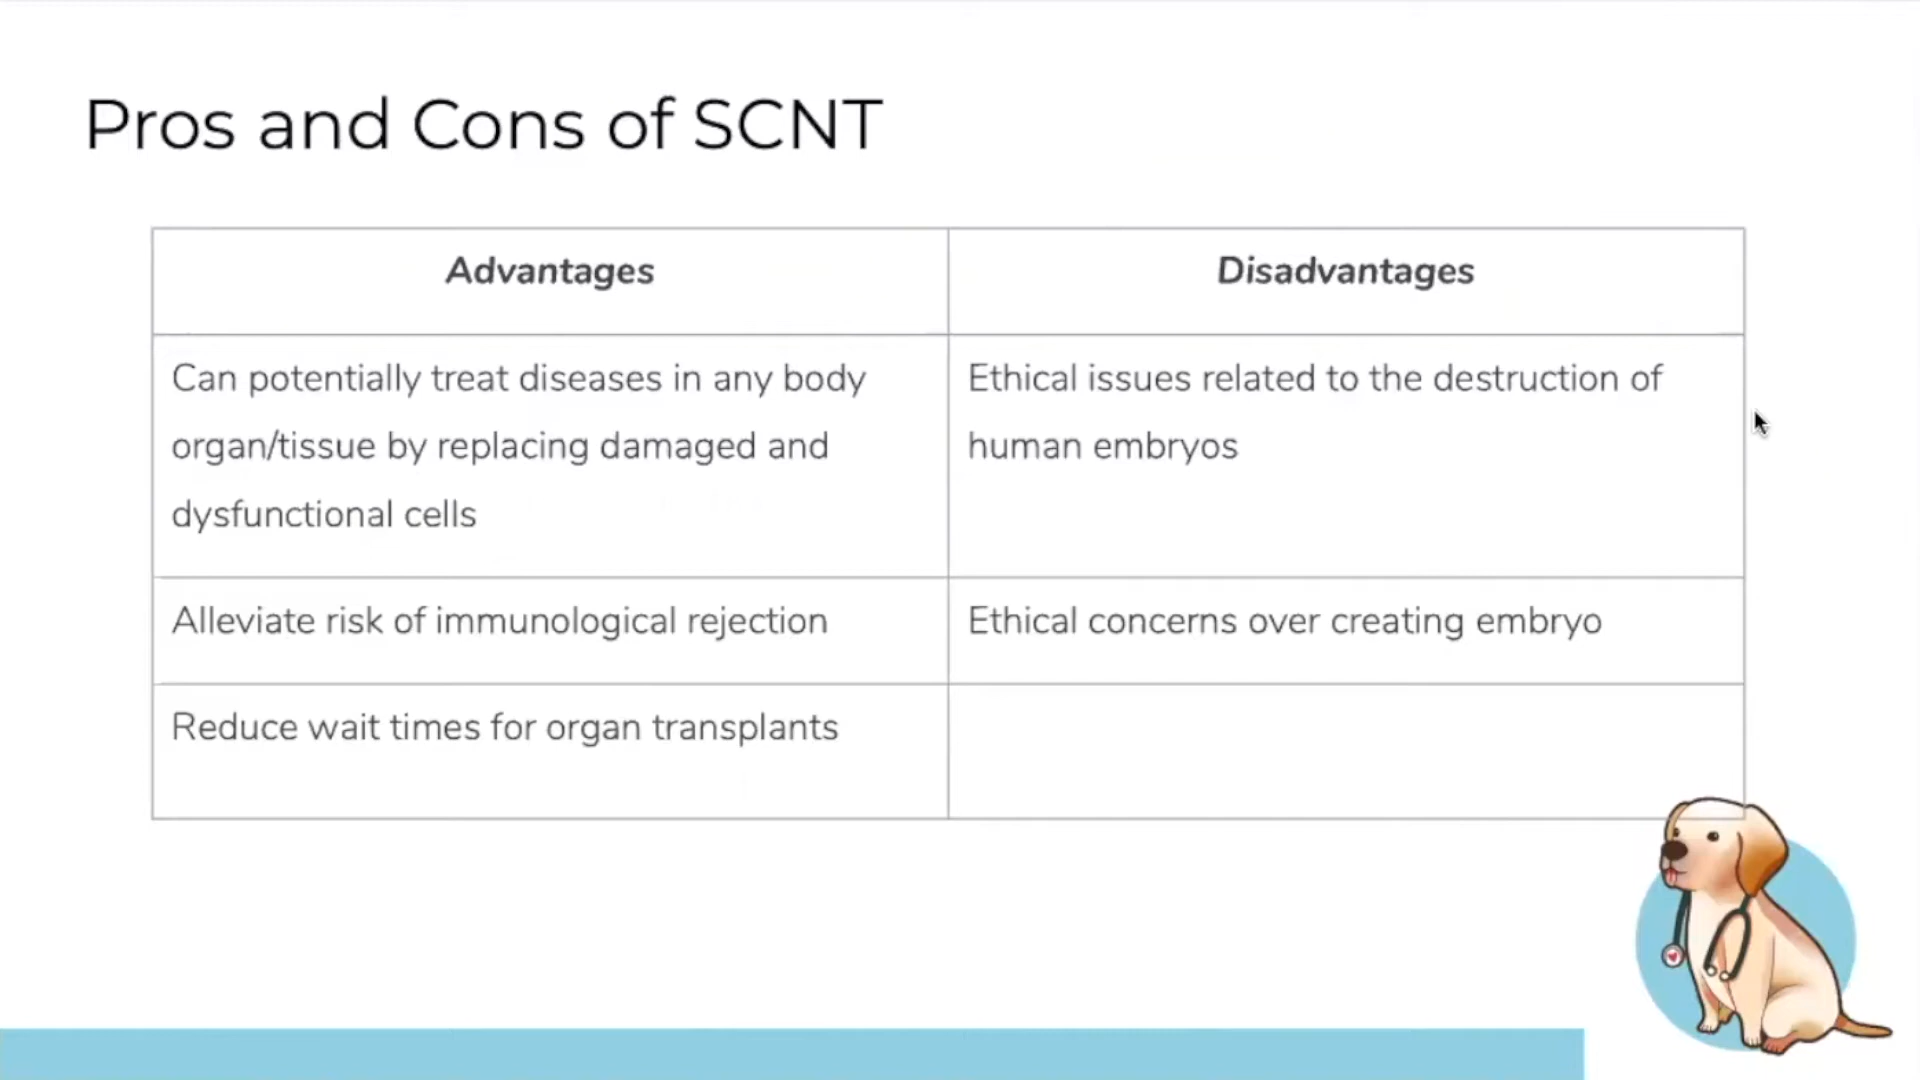 Pros and Cons of SCNT
Advantages
Disadvantages
Can potentially treat diseases in any body
organ/tissue by replacing damaged and
dysfunctional cells
Ethical issues related to the destruction of
human embryos
Alleviate risk of immunological rejection
Ethical concerns over creating embryo
Reduce wait times for organ transplants